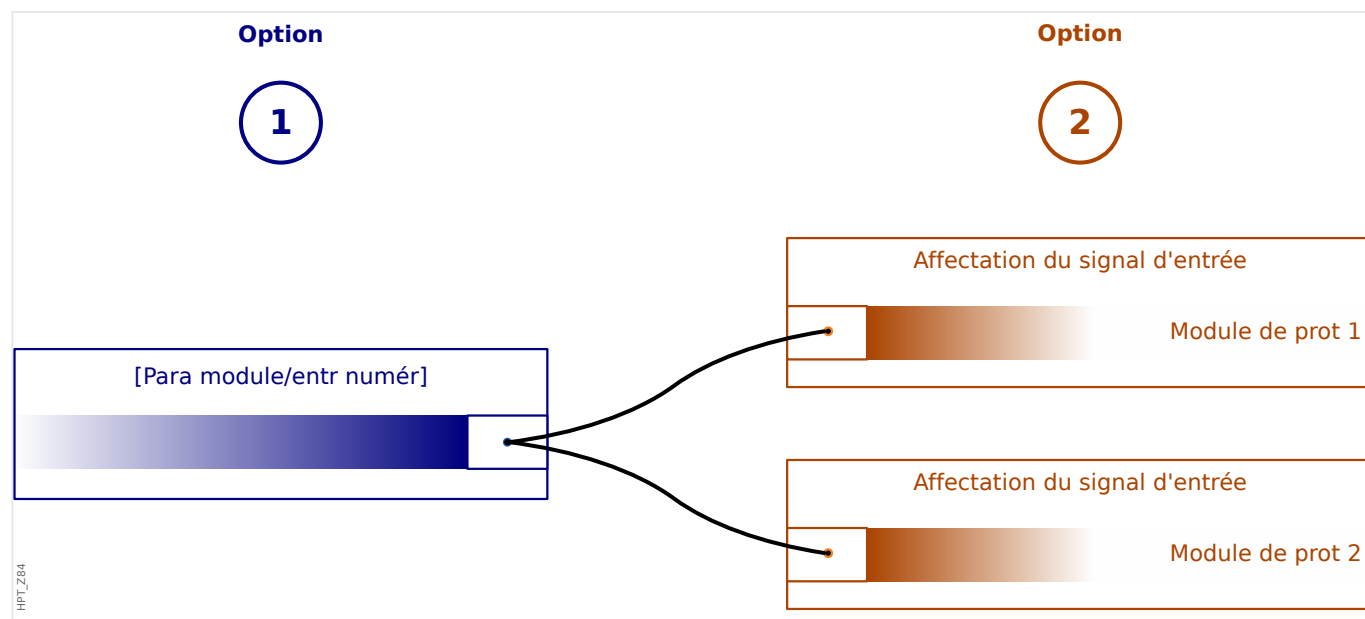 Option
1
Option
2
[Para module/entr numér]
Affectation du signal d'entrée
Module de prot 1
Affectation du signal d'entrée
Module de prot 2
HPT_Z84